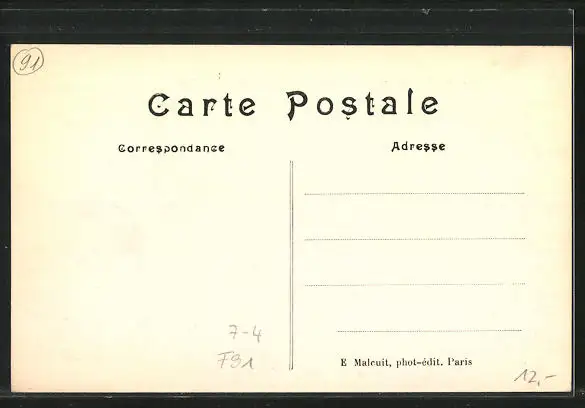 91
Carte Postale
Correspondance
Adresse
7-4
F91
E Malcuit, phot-édit. Paris
12,-